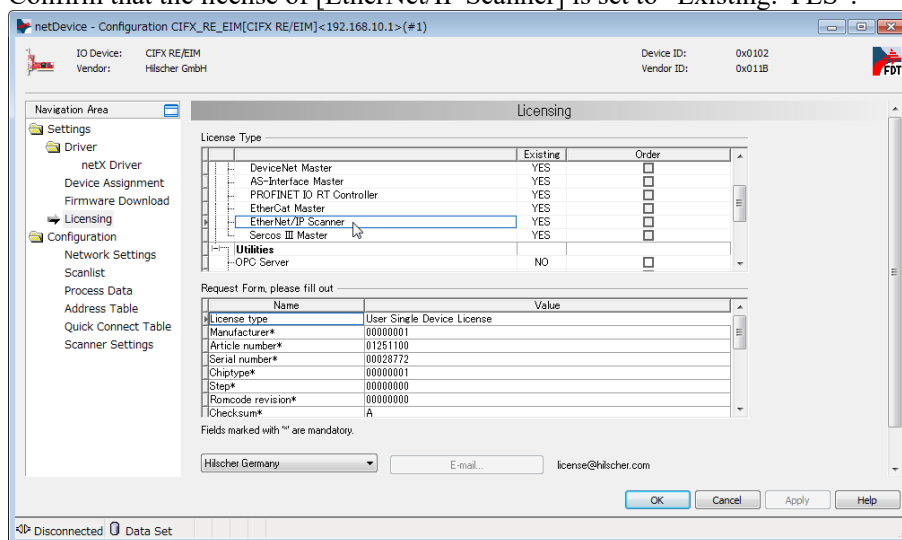 Confirm that the license of [EtherNet/IP Scanner] is set to "Existing: YES".
netDevice - Configuration CIFX_RE_EIM[CIFX RE/EIM]<192.168.10.1>(#1)
IO Device: CIFX RE/EIM Device ID: 0x0102
Vendor: Hilscher GmbH Vendor ID: 0x011B
FDT
Navigation Area
Licensing
Settings
Driver
netX Driver
Device Assignment
Firmware Download
Licensing
Configuration
Network Settings
Scanlist
Process Data
Address Table
Quick Connect Table
Scanner Settings
License Type
Existing Order
DeviceNet Master YES
AS-Interface Master YES
PROFINET IO RT Controller YES
EtherCat Master YES
EtherNet/IP Scanner YES
Sercos III Master YES
Utilities
OPC Server NO
Request Form, please fill out
Name Value
License type User Single Device License
Manufacturer* 00000001
Article number* 01251100
Serial number* 00028772
Chiptype* 00000001
Step* 00000000
Romcode revision* 00000000
Checksum* A
Fields marked with '*' are mandatory.
Hilscher Germany E-mail... license@hilscher.com
OK Cancel Apply Help
Disconnected Data Set